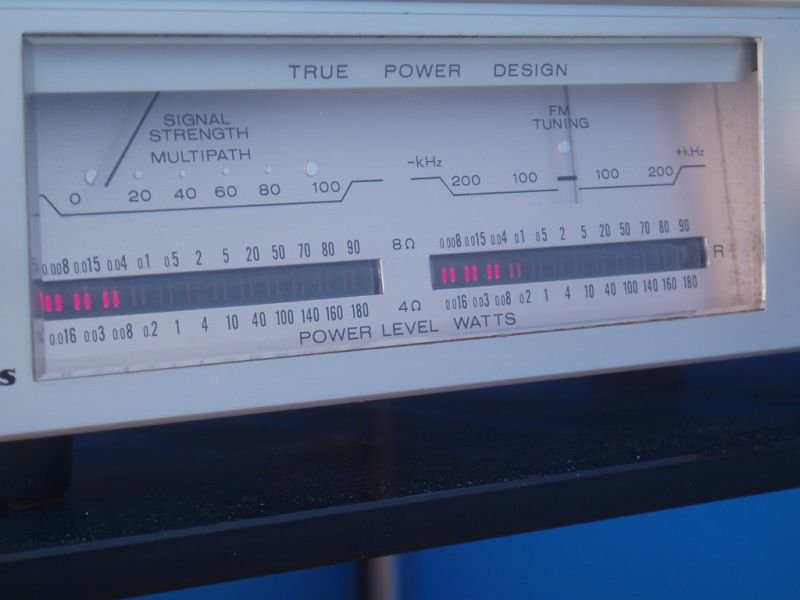 TRUE POWER DESIGN
SIGNAL
STRENGTH
MULTIPATH
FM
TUNING
0 20 40 60 80 100
-kHz 200 100 100 200 +kHz
0.008 0.015 0.04 0.1 0.5 2 5 20 50 70 80 90
8Ω
0.008 0.015 0.04 0.1 0.5 2 5 20 50 70 80 90
R
0.016 0.03 0.08 0.2 1 4 10 40 100 140 160 180
4Ω
0.016 0.03 0.08 0.2 1 4 10 40 100 140 160 180
POWER LEVEL WATTS
s